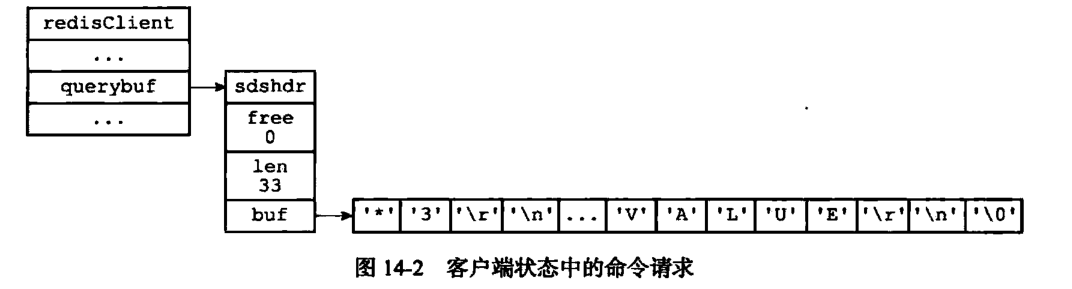 redisClient
...
querybuf
...
sdshdr
free
0
len
33
buf
'*' '3' '\r' '\n' ... 'V' 'A' 'L' 'U' 'E' '\r' '\n' '\0'
图 14-2 客户端状态中的命令请求